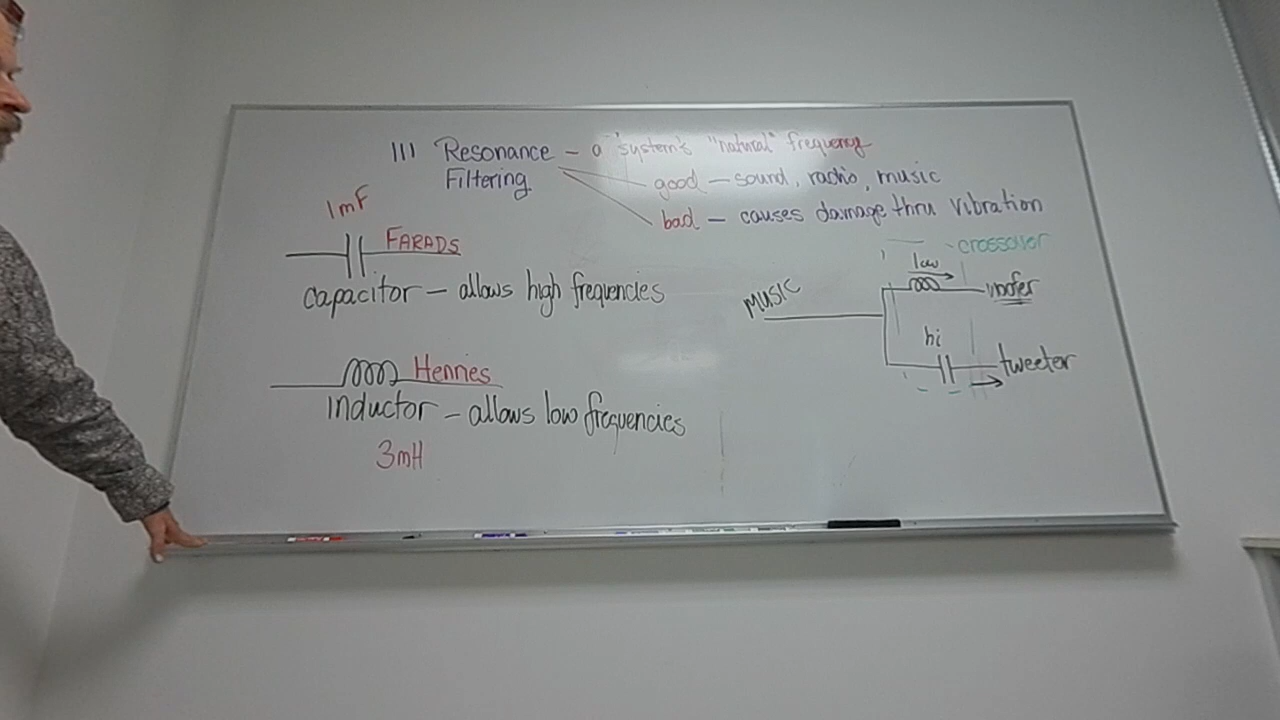 III Resonance – a system's "natural" frequency
Filtering
good – sound, radio, music
bad – causes damage thru vibration
1mF
FARADS
capacitor – allows high frequencies
Henries
inductor – allows low frequencies
3mH
crossover
MUSIC
low
woofer
hi
tweeter